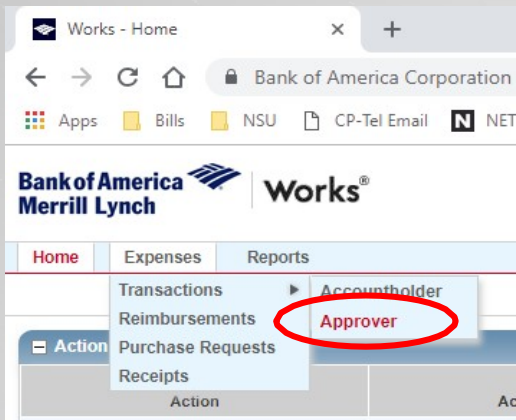 Works - Home
Bank of America Corporation
Apps Bills NSU CP-Tel Email N NET
Bank of America
Merrill Lynch
Works®
Home Expenses Reports
Transactions Accountholder
Reimbursements Approver
Action Purchase Requests
Receipts
Action Ac